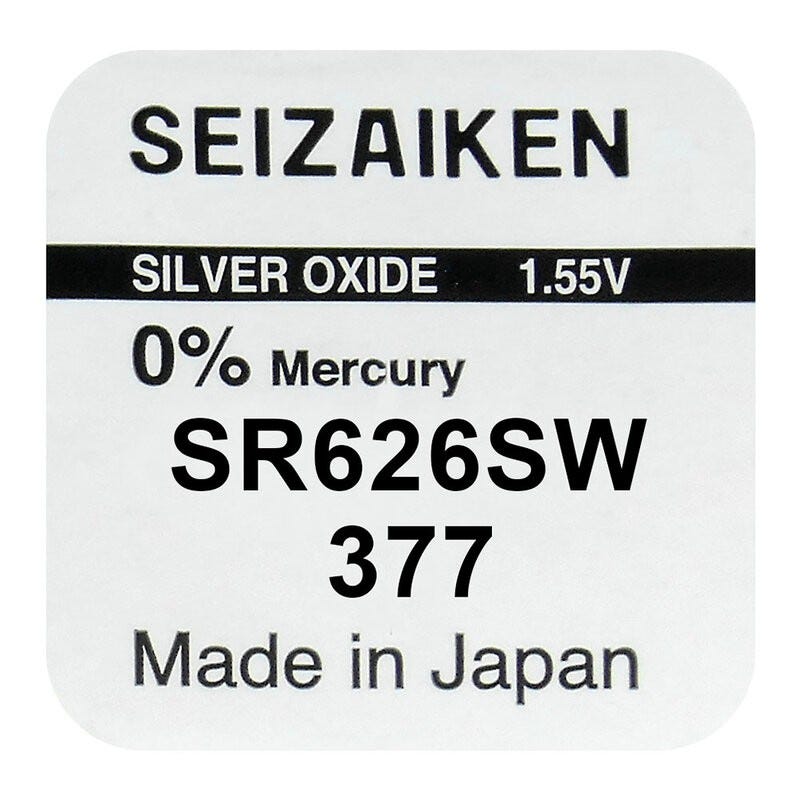 SEIZAIKEN
SILVER OXIDE 1.55V
0% Mercury
SR626SW
377
Made in Japan